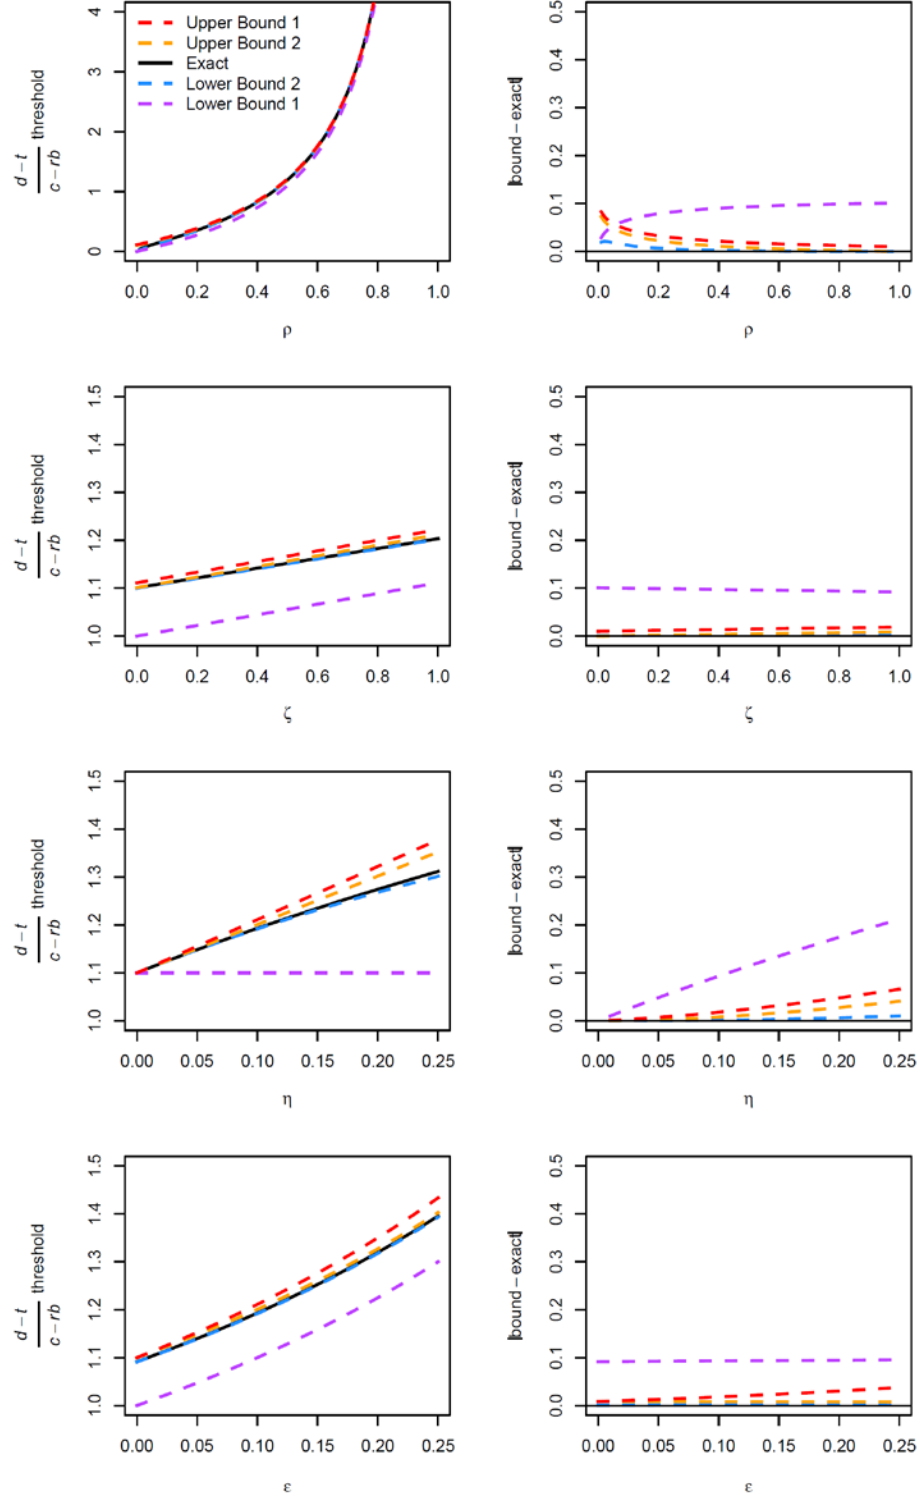 Upper Bound 1
Upper Bound 2
Exact
Lower Bound 2
Lower Bound 1
d − t
c − rb
threshold
0 1 2 3 4
0.0 0.2 0.4 0.6 0.8 1.0
ρ
|bound − exact|
0.0 0.1 0.2 0.3 0.4 0.5
0.0 0.2 0.4 0.6 0.8 1.0
ρ
d − t
c − rb
threshold
1.0 1.1 1.2 1.3 1.4 1.5
0.0 0.2 0.4 0.6 0.8 1.0
ζ
|bound − exact|
0.0 0.1 0.2 0.3 0.4 0.5
0.0 0.2 0.4 0.6 0.8 1.0
ζ
d − t
c − rb
threshold
1.0 1.1 1.2 1.3 1.4 1.5
0.00 0.05 0.10 0.15 0.20 0.25
η
|bound − exact|
0.0 0.1 0.2 0.3 0.4 0.5
0.00 0.05 0.10 0.15 0.20 0.25
η
d − t
c − rb
threshold
1.0 1.1 1.2 1.3 1.4 1.5
0.00 0.05 0.10 0.15 0.20 0.25
ε
|bound − exact|
0.0 0.1 0.2 0.3 0.4 0.5
0.00 0.05 0.10 0.15 0.20 0.25
ε